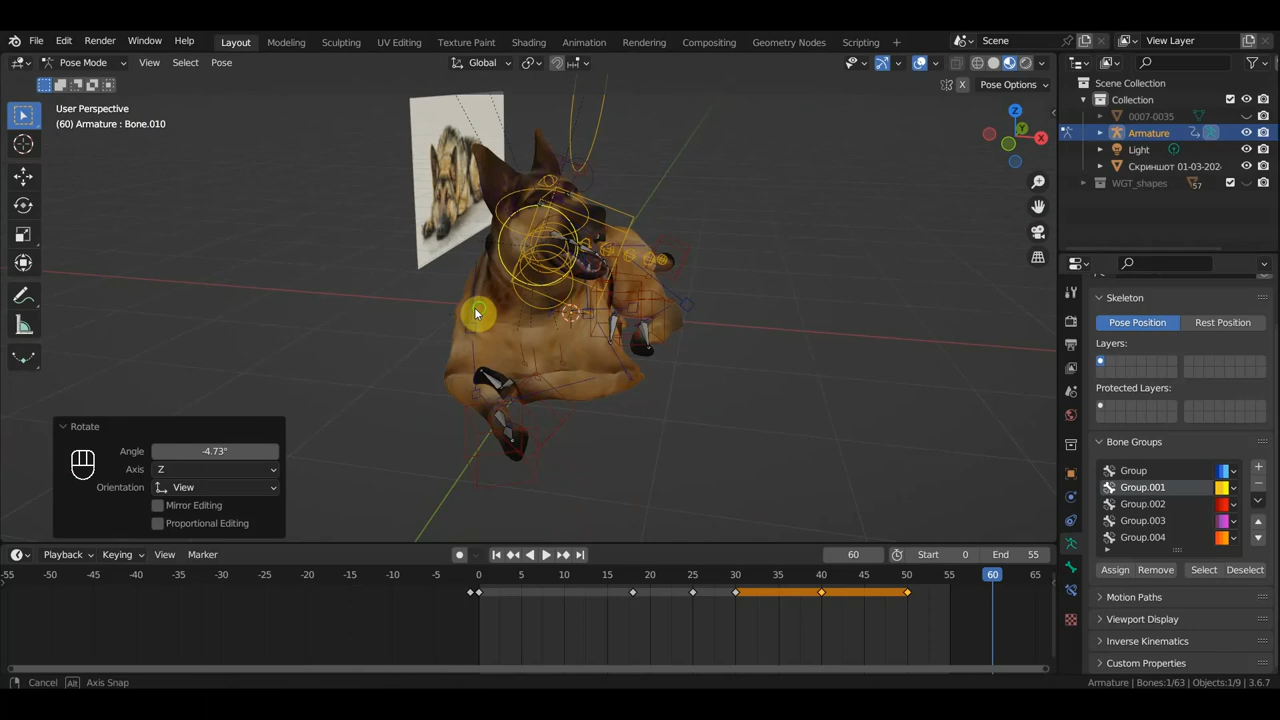 File Edit Render Window Help Layout Modeling Sculpting UV Editing Texture Paint Shading Animation Rendering Compositing Geometry Nodes Scripting + Scene View Layer
Pose Mode View Select Pose Global
X Pose Options
User Perspective
(60) Armature : Bone.010
Z
Y
X
Scene Collection
Collection
0007-0035
Armature
Light
Скриншот 01-03-202
WGT_shapes 57
Skeleton
Pose Position Rest Position
Layers:
Protected Layers:
Bone Groups
Group
Group.001
Group.002
Group.003
Group.004
Assign Remove Select Deselect
Motion Paths
Viewport Display
Inverse Kinematics
Custom Properties
Rotate
Angle -4.73°
Axis Z
Orientation View
Mirror Editing
Proportional Editing
Playback Keying View Marker 60 Start 0 End 55
-55 -50 -45 -40 -35 -30 -25 -20 -15 -10 -5 0 5 10 15 20 25 30 35 40 45 50 55 60 65
Cancel Alt Axis Snap Armature | Bones:1/63 | Objects:1/9 | 3.6.7